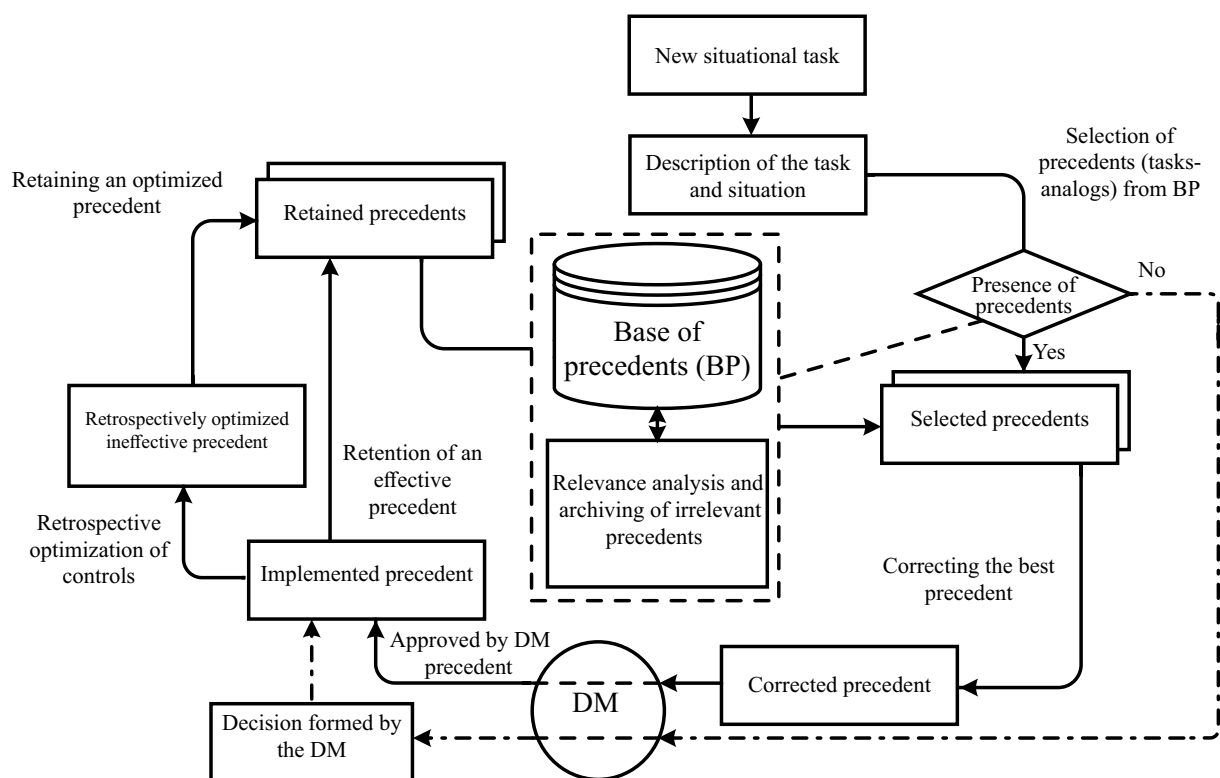 New situational task
Description of the task
and situation
Selection of
precedents (tasks-
analogs) from BP
Retaining an optimized
precedent
Retained precedents
Presence of
precedents
No
Yes
Base of
precedents (BP)
Selected precedents
Retrospectively optimized
ineffective precedent
Retention of an
effective
precedent
Relevance analysis and
archiving of irrelevant
precedents
Retrospective
optimization of
controls
Implemented precedent
Correcting the best
precedent
Approved by DM
precedent
DM
Corrected precedent
Decision formed by
the DM